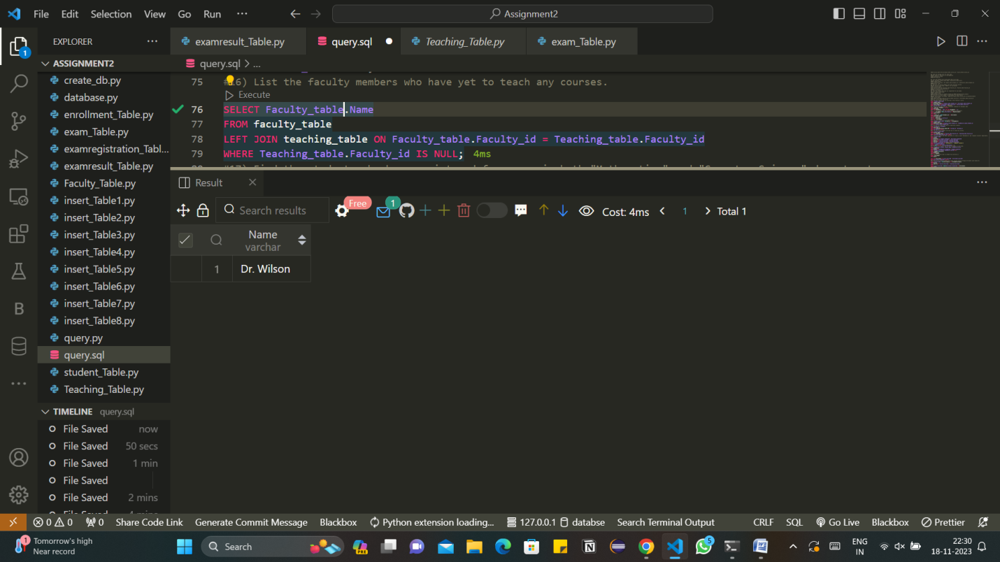 File Edit Selection View Go Run ··· Assignment2
EXPLORER ···
examresult_Table.py query.sql Teaching_Table.py exam_Table.py
ASSIGNMENT2
query.sql > ...
create_db.py
database.py
enrollment_Table.py
exam_Table.py
examregistration_Tabl...
examresult_Table.py
Faculty_Table.py
insert_Table1.py
insert_Table2.py
insert_Table3.py
insert_Table4.py
insert_Table5.py
insert_Table6.py
insert_Table7.py
insert_Table8.py
query.py
query.sql
student_Table.py
Teaching_Table.py
TIMELINE query.sql
File Saved now
File Saved 50 secs
File Saved 1 min
File Saved
File Saved 2 mins
75 #16) List the faculty members who have yet to teach any courses.
Execute
76 SELECT Faculty_table.Name
77 FROM faculty_table
78 LEFT JOIN teaching_table ON Faculty_table.Faculty_id = Teaching_table.Faculty_id
79 WHERE Teaching_table.Faculty_id IS NULL; 4ms
Result
Search results Free 1 Cost: 4ms < 1 > Total 1
Name
varchar
1 Dr. Wilson
0 0 0 Share Code Link Generate Commit Message Blackbox Python extension loading... 127.0.0.1 databse Search Terminal Output CRLF SQL Go Live Blackbox Prettier
1 Tomorrow's high
Near record
Search
PRE
5
ENG
IN
22:30
18-11-2023